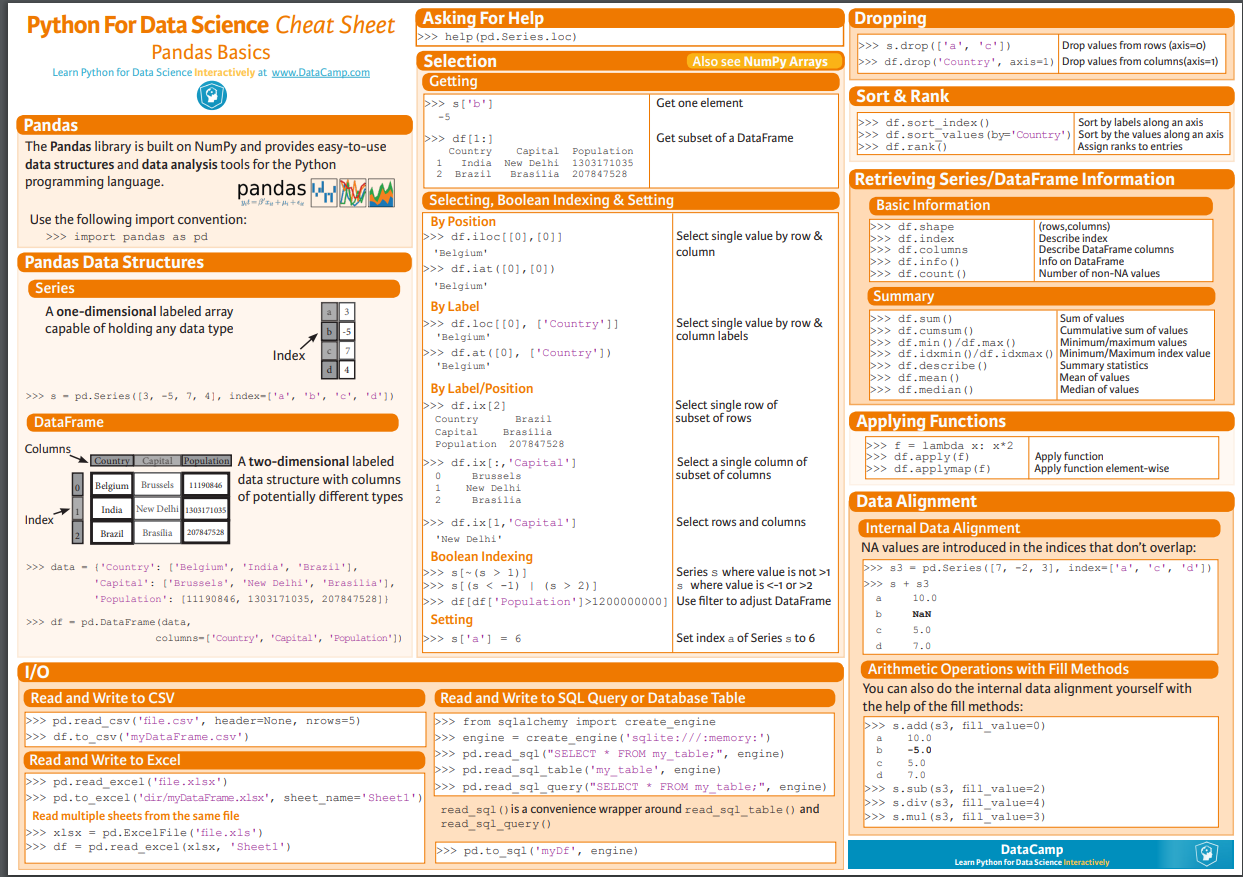 Python For Data Science Cheat Sheet
Pandas Basics
Learn Python for Data Science Interactively at www.DataCamp.com
Pandas
The Pandas library is built on NumPy and provides easy-to-use
data structures and data analysis tools for the Python
programming language.
pandas
Use the following import convention:
>>> import pandas as pd
Pandas Data Structures
Series
A one-dimensional labeled array
capable of holding any data type
Index
a 3
b -5
c 7
d 4
>>> s = pd.Series([3, -5, 7, 4], index=['a', 'b', 'c', 'd'])
DataFrame
Columns
Index
Country Capital Population
0 Belgium Brussels 11190846
1 India New Delhi 1303171035
2 Brazil Brasilia 207847528
A two-dimensional labeled
data structure with columns
of potentially different types
>>> data = {'Country': ['Belgium', 'India', 'Brazil'],
'Capital': ['Brussels', 'New Delhi', 'Brasilia'],
'Population': [11190846, 1303171035, 207847528]}
>>> df = pd.DataFrame(data,
columns=['Country', 'Capital', 'Population'])
Asking For Help
>>> help(pd.Series.loc)
Selection
Also see NumPy Arrays
Getting
>>> s['b'] Get one element
-5
>>> df[1:] Get subset of a DataFrame
Country Capital Population
1 India New Delhi 1303171035
2 Brazil Brasilia 207847528
Selecting, Boolean Indexing & Setting
By Position
>>> df.iloc[[0],[0]] Select single value by row &
'Belgium' column
>>> df.iat([0],[0])
'Belgium'
By Label
>>> df.loc[[0], ['Country']] Select single value by row &
'Belgium' column labels
>>> df.at([0], ['Country'])
'Belgium'
By Label/Position
>>> df.ix[2] Select single row of
Country Brazil subset of rows
Capital Brasilia
Population 207847528
>>> df.ix[:,'Capital'] Select a single column of
0 Brussels subset of columns
1 New Delhi
2 Brasilia
>>> df.ix[1,'Capital'] Select rows and columns
'New Delhi'
Boolean Indexing
>>> s[~(s > 1)] Series s where value is not >1
>>> s[(s < -1) | (s > 2)] s where value is <-1 or >2
>>> df[df['Population']>1200000000] Use filter to adjust DataFrame
Setting
>>> s['a'] = 6 Set index a of Series s to 6
I/O
Read and Write to CSV
>>> pd.read_csv('file.csv', header=None, nrows=5)
>>> df.to_csv('myDataFrame.csv')
Read and Write to Excel
>>> pd.read_excel('file.xlsx')
>>> pd.to_excel('dir/myDataFrame.xlsx', sheet_name='Sheet1')
Read multiple sheets from the same file
>>> xlsx = pd.ExcelFile('file.xls')
>>> df = pd.read_excel(xlsx, 'Sheet1')
Read and Write to SQL Query or Database Table
>>> from sqlalchemy import create_engine
>>> engine = create_engine('sqlite:///:memory:')
>>> pd.read_sql("SELECT * FROM my_table;", engine)
>>> pd.read_sql_table('my_table', engine)
>>> pd.read_sql_query("SELECT * FROM my_table;", engine)
read_sql() is a convenience wrapper around read_sql_table() and
read_sql_query()
>>> pd.to_sql('myDf', engine)
Dropping
>>> s.drop(['a', 'c']) Drop values from rows (axis=0)
>>> df.drop('Country', axis=1) Drop values from columns(axis=1)
Sort & Rank
>>> df.sort_index() Sort by labels along an axis
>>> df.sort_values(by='Country') Sort by the values along an axis
>>> df.rank() Assign ranks to entries
Retrieving Series/DataFrame Information
Basic Information
>>> df.shape (rows,columns)
>>> df.index Describe index
>>> df.columns Describe DataFrame columns
>>> df.info() Info on DataFrame
>>> df.count() Number of non-NA values
Summary
>>> df.sum() Sum of values
>>> df.cumsum() Cummulative sum of values
>>> df.min()/df.max() Minimum/maximum values
>>> df.idxmin()/df.idxmax() Minimum/Maximum index value
>>> df.describe() Summary statistics
>>> df.mean() Mean of values
>>> df.median() Median of values
Applying Functions
>>> f = lambda x: x*2
>>> df.apply(f) Apply function
>>> df.applymap(f) Apply function element-wise
Data Alignment
Internal Data Alignment
NA values are introduced in the indices that don't overlap:
>>> s3 = pd.Series([7, -2, 3], index=['a', 'c', 'd'])
>>> s + s3
a 10.0
b NaN
c 5.0
d 7.0
Arithmetic Operations with Fill Methods
You can also do the internal data alignment yourself with
the help of the fill methods:
>>> s.add(s3, fill_value=0)
a 10.0
b -5.0
c 5.0
d 7.0
>>> s.sub(s3, fill_value=2)
>>> s.div(s3, fill_value=4)
>>> s.mul(s3, fill_value=3)
DataCamp
Learn Python for Data Science Interactively